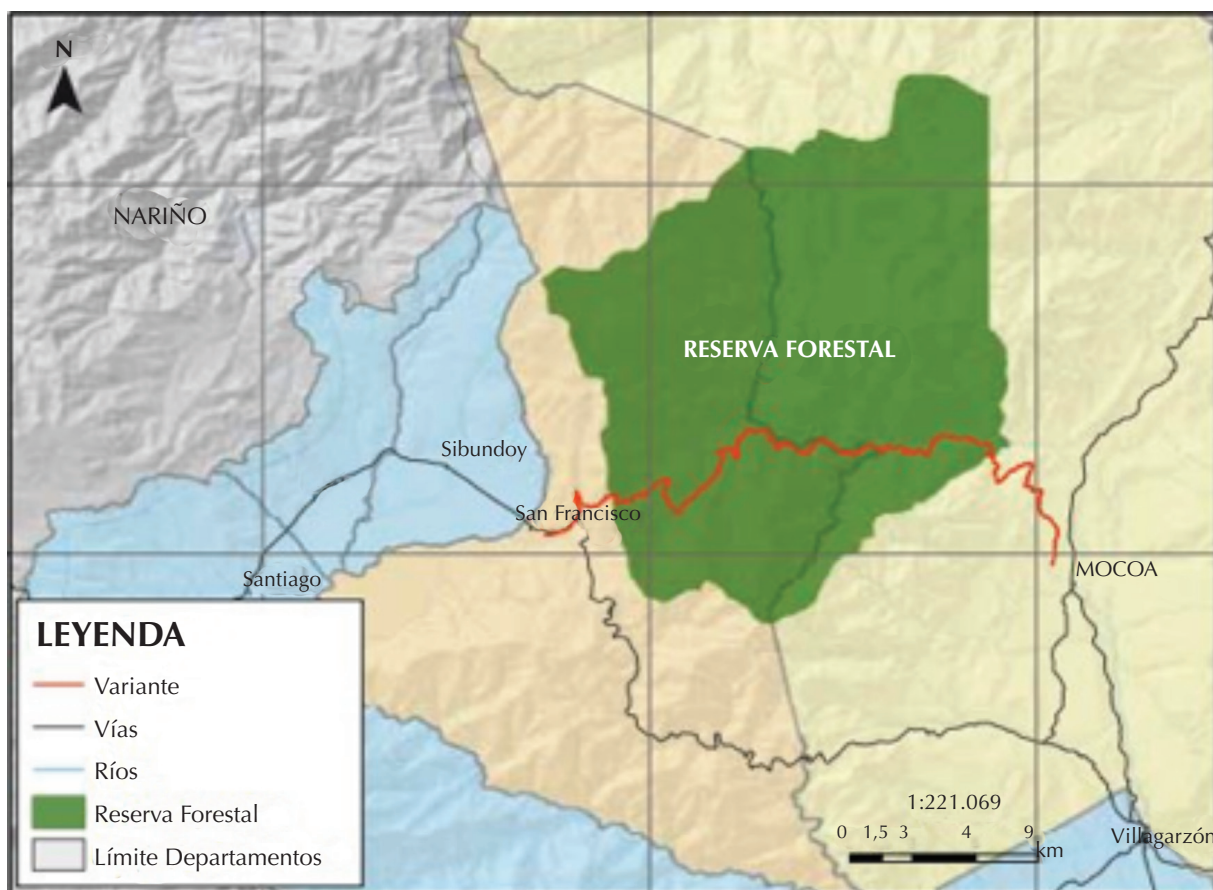 N
NARIÑO
RESERVA FORESTAL
Sibundoy
San Francisco
Santiago
MOCOA
LEYENDA
Variante
Vías
Ríos
Reserva Forestal
Límite Departamentos
1:221.069
0 1,5 3 4 9
km
Villagarzón